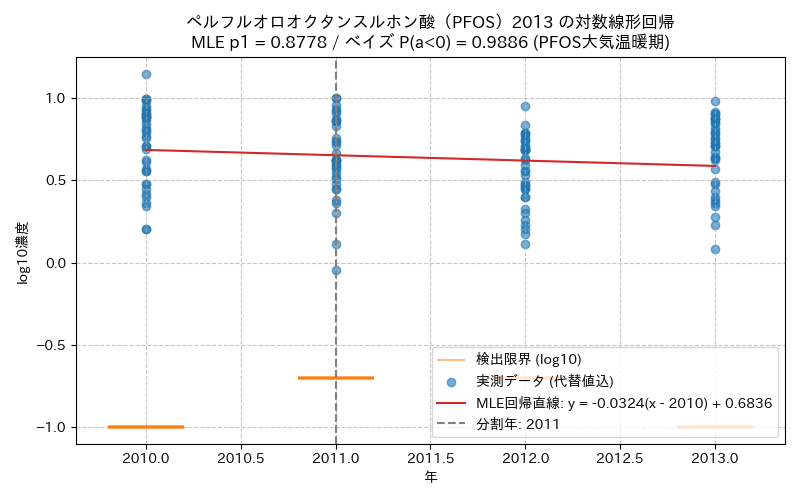 ペルフルオロオクタンスルホン酸（PFOS）2013 の対数線形回帰
MLE p1 = 0.8778 / ベイズ P(a<0) = 0.9886 (PFOS大気温暖期)
log10濃度
1.0
0.5
0.0
−0.5
−1.0
検出限界 (log10)
実測データ (代替値込)
MLE回帰直線: y = -0.0324(x - 2010) + 0.6836
分割年: 2011
2010.0
2010.5
2011.0
2011.5
2012.0
2012.5
2013.0
年